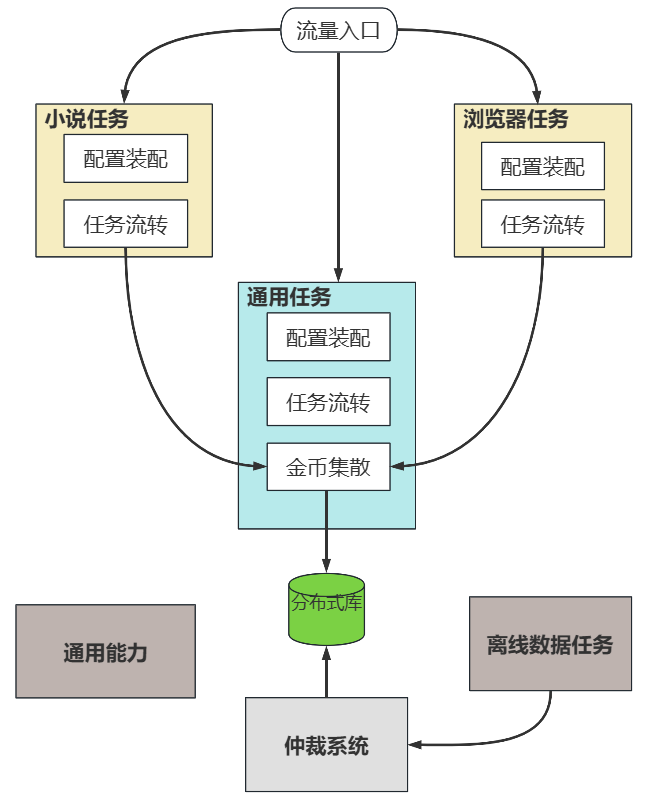 流量入口
小说任务
配置装配
任务流转
浏览器任务
配置装配
任务流转
通用任务
配置装配
任务流转
金币集散
分布式库
通用能力
离线数据任务
仲裁系统